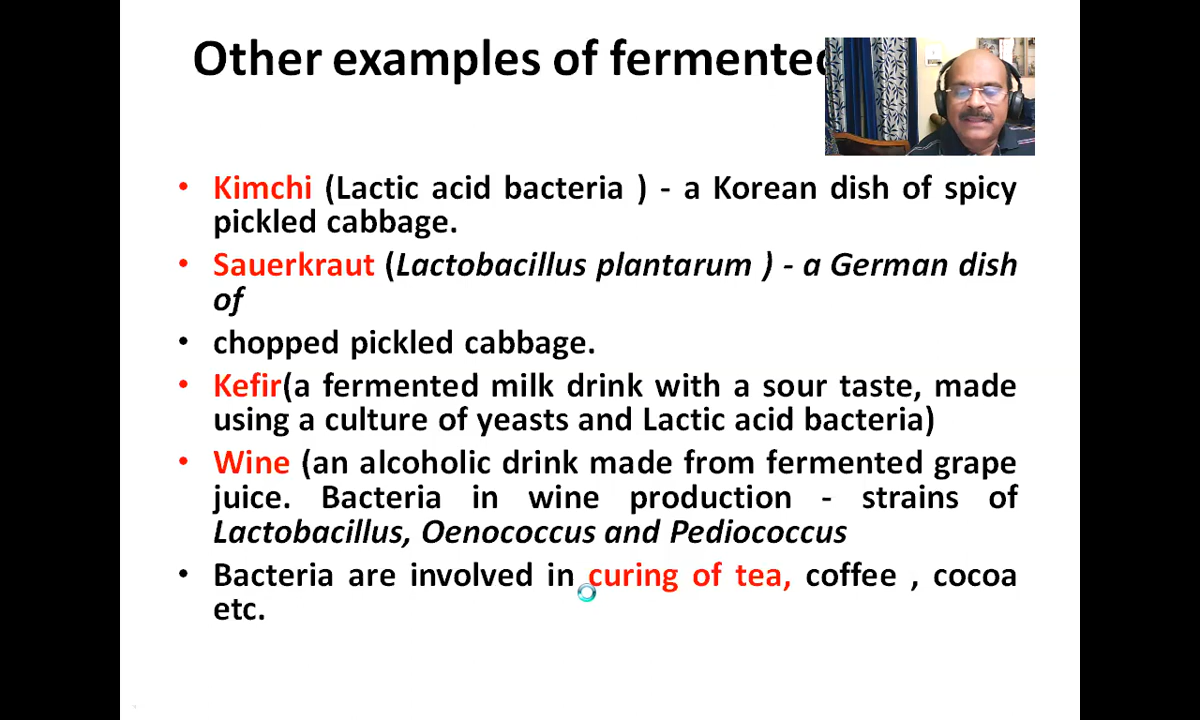 Other examples of fermented
• Kimchi (Lactic acid bacteria ) - a Korean dish of spicy
pickled cabbage.
• Sauerkraut (Lactobacillus plantarum ) - a German dish
of
• chopped pickled cabbage.
• Kefir(a fermented milk drink with a sour taste, made
using a culture of yeasts and Lactic acid bacteria)
• Wine (an alcoholic drink made from fermented grape
juice. Bacteria in wine production - strains of
Lactobacillus, Oenococcus and Pediococcus
• Bacteria are involved in curing of tea, coffee , cocoa
etc.